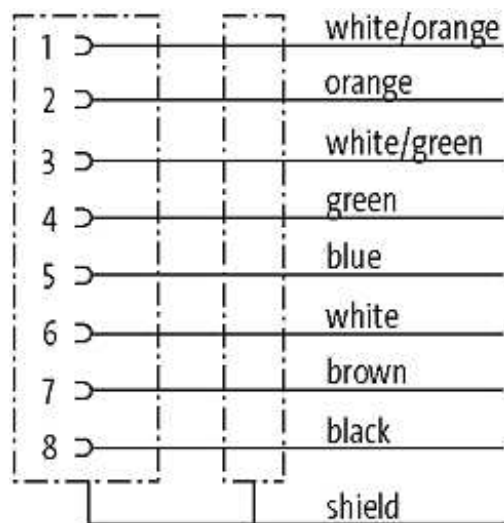 1 white/orange
2 orange
3 white/green
4 green
5 blue
6 white
7 brown
8 black
shield